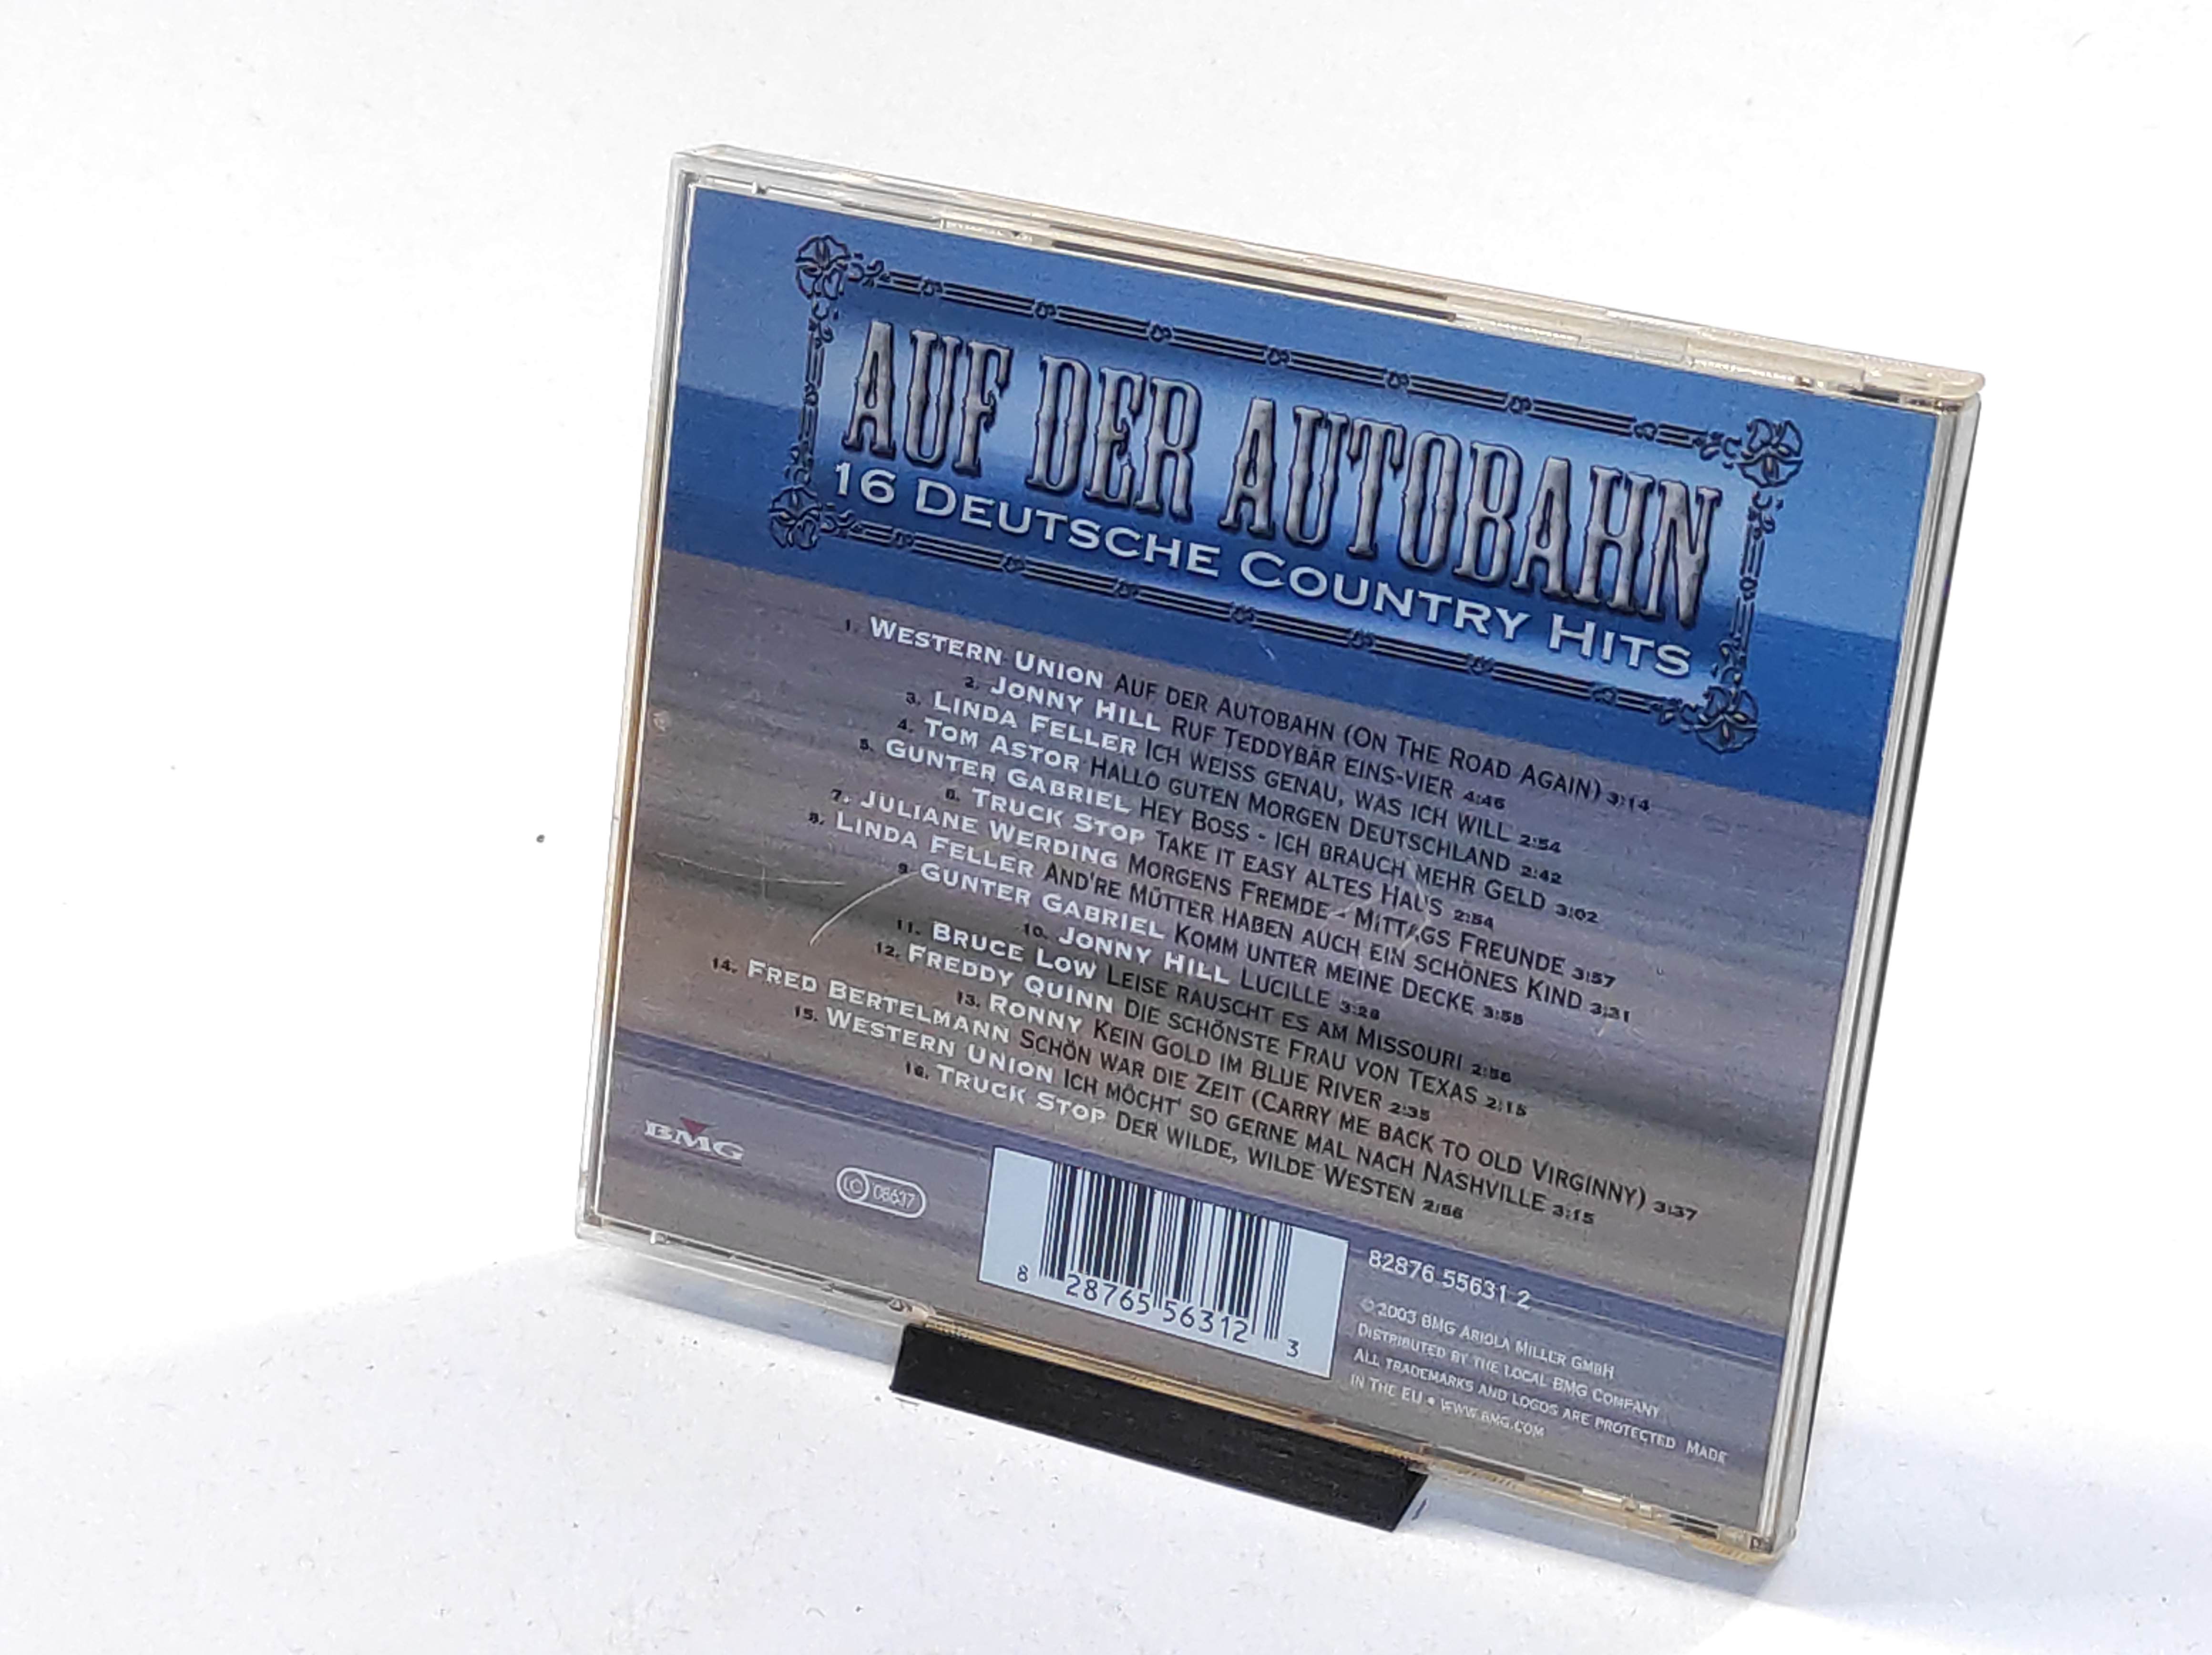 AUF DER AUTOBAHN
16 DEUTSCHE COUNTRY HITS
1. WESTERN UNION AUF DER AUTOBAHN (ON THE ROAD AGAIN) 3:14
2. JONNY HILL RUF TEDDYBÄR EINS-VIER 4:46
3. LINDA FELLER ICH WEISS GENAU, WAS ICH WILL 2:54
4. TOM ASTOR HALLO GUTEN MORGEN DEUTSCHLAND 2:42
5. GUNTER GABRIEL HEY BOSS - ICH BRAUCH MEHR GELD 3:02
6. TRUCK STOP TAKE IT EASY ALTES HAUS 2:54
7. JULIANE WERDING MORGENS FREMDE - MITTAGS FREUNDE 3:57
8. LINDA FELLER AND'RE MÜTTER HABEN AUCH EIN SCHÖNES KIND 3:31
9. GUNTER GABRIEL KOMM UNTER MEINE DECKE 3:55
10. JONNY HILL LUCILLE 3:28
11. BRUCE LOW LEISE RAUSCHT ES AM MISSOURI 2:56
12. FREDDY QUINN DIE SCHÖNSTE FRAU VON TEXAS 2:15
13. RONNY KEIN GOLD IM BLUE RIVER 2:35
14. FRED BERTELMANN SCHÖN WAR DIE ZEIT (CARRY ME BACK TO OLD VIRGINNY) 3:37
15. WESTERN UNION ICH MÖCHT' SO GERNE MAL NACH NASHVILLE 3:15
16. TRUCK STOP DER WILDE, WILDE WESTEN 2:56
BMG
LC 08637
8 28765 56312 3
82876 55631 2
© 2003 BMG ARIOLA MILLER GMBH
DISTRIBUTED BY THE LOCAL BMG COMPANY
ALL TRADEMARKS AND LOGOS ARE PROTECTED MADE
IN THE EU • WWW.BMG.COM